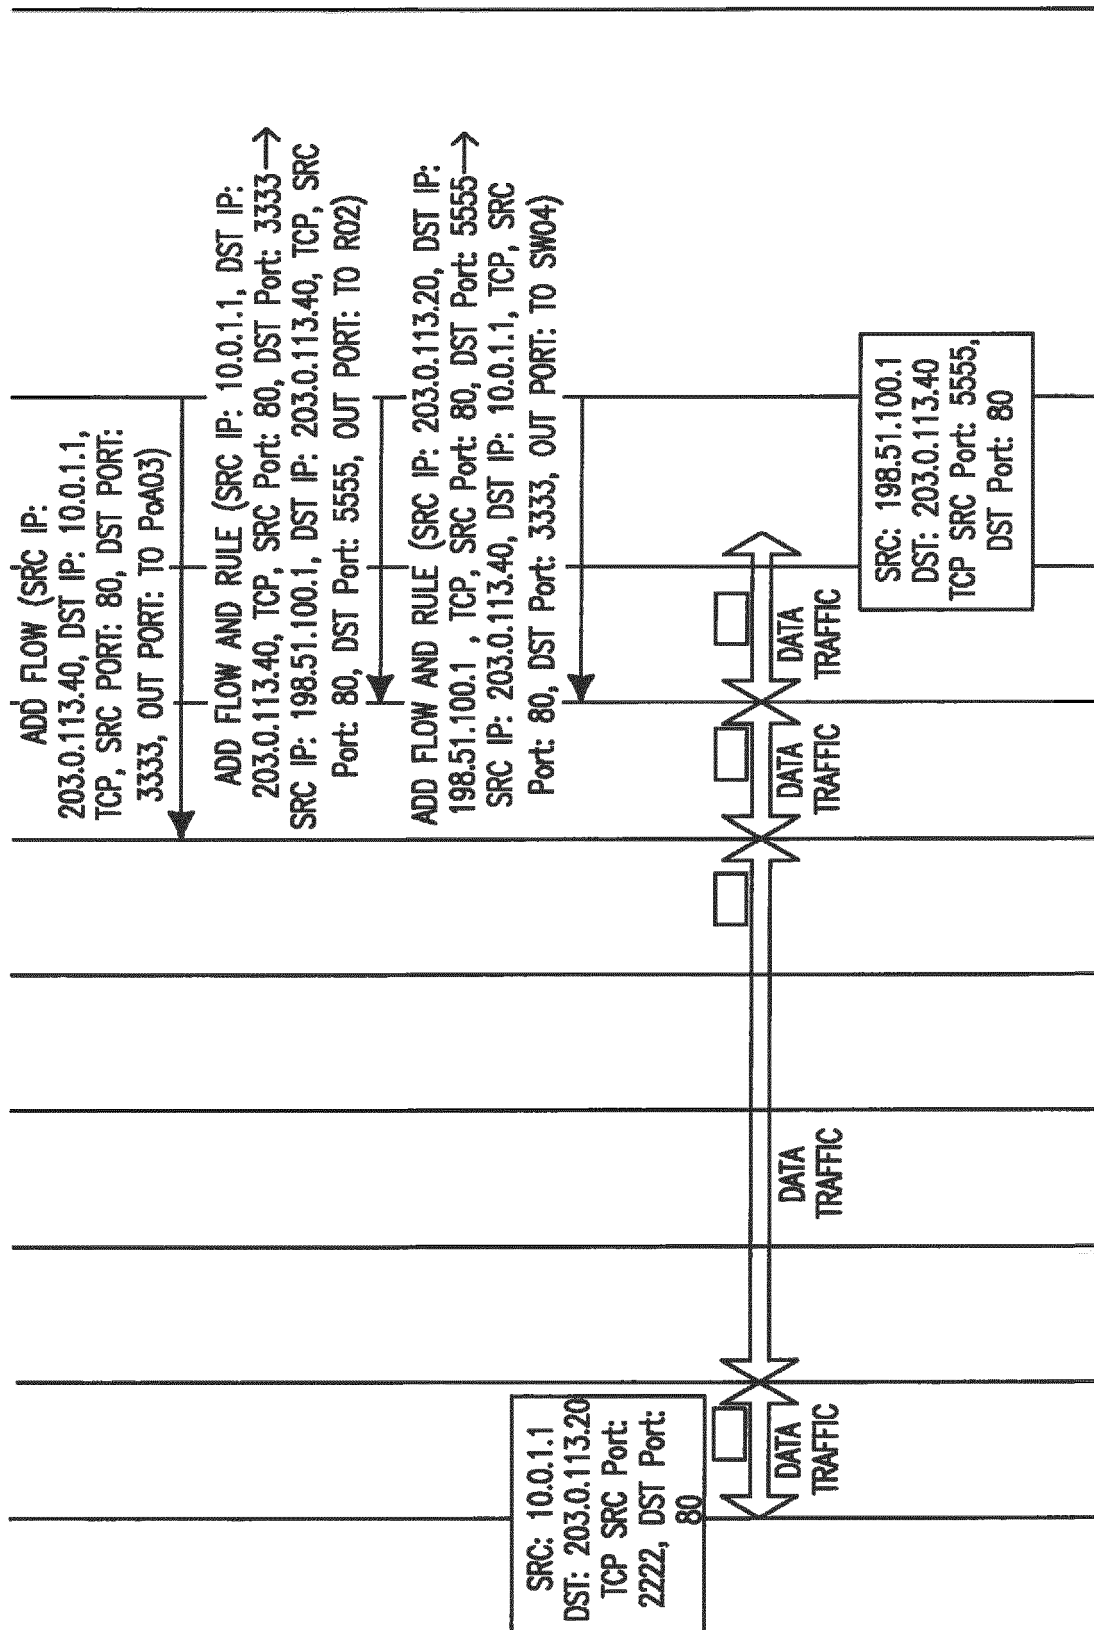 ADD FLOW (SRC IP:
203.0.113.40, DST IP: 10.0.1.1,
TCP, SRC PORT: 80, DST PORT:
3333, OUT PORT: TO PoA03)
ADD FLOW AND RULE (SRC IP: 10.0.1.1, DST IP:
203.0.113.40, TCP, SRC Port: 80, DST Port: 3333→
SRC IP: 198.51.100.1, DST IP: 203.0.113.40, TCP, SRC
Port: 80, DST Port: 5555, OUT PORT: TO R02)
ADD FLOW AND RULE (SRC IP: 203.0.113.20, DST IP:
198.51.100.1 , TCP, SRC Port: 80, DST Port: 5555→
SRC IP: 203.0.113.40, DST IP: 10.0.1.1, TCP, SRC
Port: 80, DST Port: 3333, OUT PORT: TO SW04)
SRC: 10.0.1.1
DST: 203.0.113.20
TCP SRC Port:
2222, DST Port:
80
DATA
TRAFFIC
DATA
TRAFFIC
DATA
TRAFFIC
DATA
TRAFFIC
SRC: 198.51.100.1
DST: 203.0.113.40
TCP SRC Port: 5555,
DST Port: 80